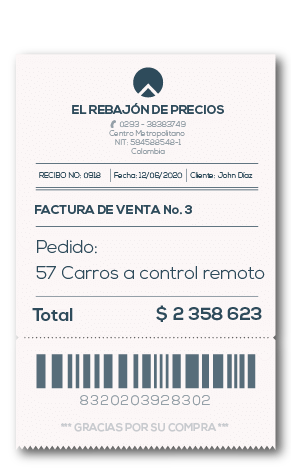 EL REBAJÓN DE PRECIOS
0293 - 38383749
Centro Metropolitano
NIT: 594588548-1
Colombia
RECIBO NO: 0918 Fecha: 12/06/2020 Cliente: John Díaz
FACTURA DE VENTA No. 3
Pedido:
57 Carros a control remoto
Total $ 2 358 623
8320203928302
*** GRACIAS POR SU COMPRA ***